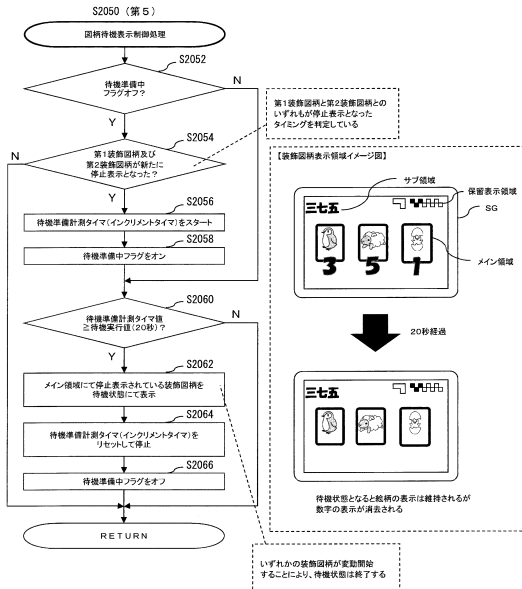 S2050(第5)
図柄待機表示制御処理
S2052
待機準備中
フラグオフ?
N
Y
第1装飾図柄と第2装飾図柄との
いずれもが停止表示となった
タイミングを判定している
S2054
N
第1装飾図柄及び
第2装飾図柄が新たに
停止表示となった?
Y
S2056
待機準備計測タイマ(インクリメントタイマ)をスタート
S2058
待機準備中フラグをオン
S2060
待機準備計測タイマ値
≧待機実行値(20秒)?
N
Y
S2062
メイン領域にて停止表示されている装飾図柄を
待機状態にて表示
S2064
待機準備計測タイマ(インクリメントタイマ)を
リセットして停止
S2066
待機準備中フラグをオフ
RETURN
【装飾図柄表示領域イメージ図】
サブ領域
保留表示領域
SG
三七五
メイン領域
3 5 1
20秒経過
三七五
待機状態となると絵柄の表示は維持されるが
数字の表示が消去される
いずれかの装飾図柄が変動開始
することにより、待機状態は終了する